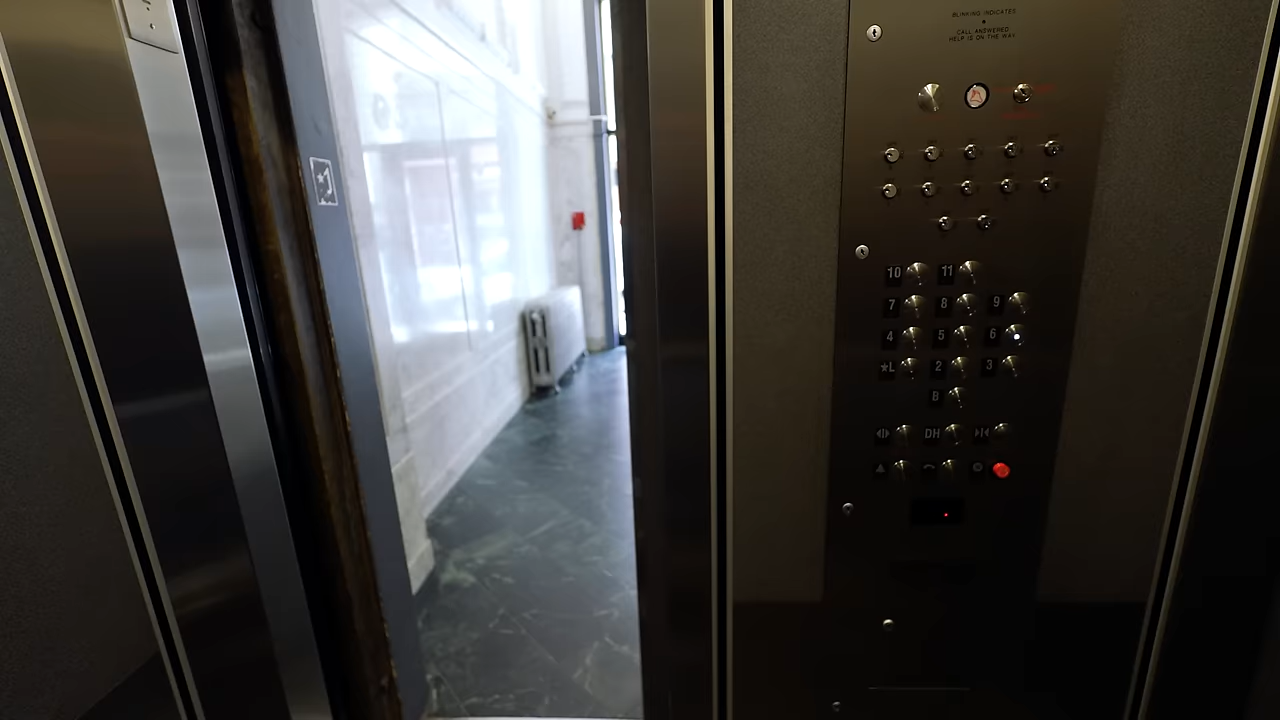 BLINKING INDICATES
CALL ANSWERED
HELP IS ON THE WAY
10 11
7 8 9
4 5 6
★L 2 3
B
DH